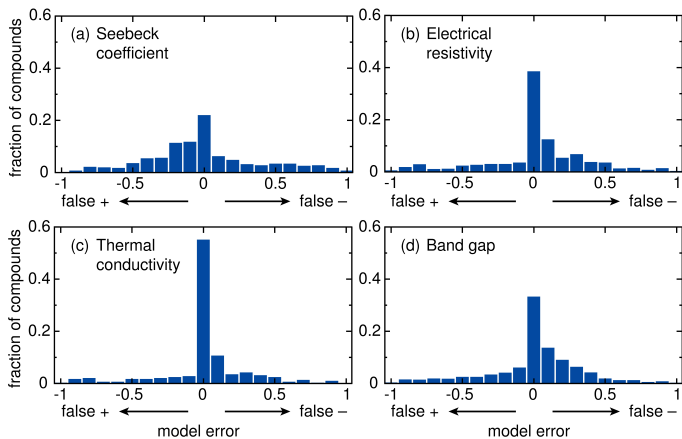 0.6 (a) Seebeck
coefficient
0.4
fraction of compounds
0.2
0
-1 -0.5 0 0.5 1
false + false –
0.6 (b) Electrical
resistivity
0.4
0.2
0
-1 -0.5 0 0.5 1
false + false –
0.6 (c) Thermal
conductivity
0.4
fraction of compounds
0.2
0
-1 -0.5 0 0.5 1
false + false –
model error
0.6 (d) Band gap
0.4
0.2
0
-1 -0.5 0 0.5 1
false + false –
model error